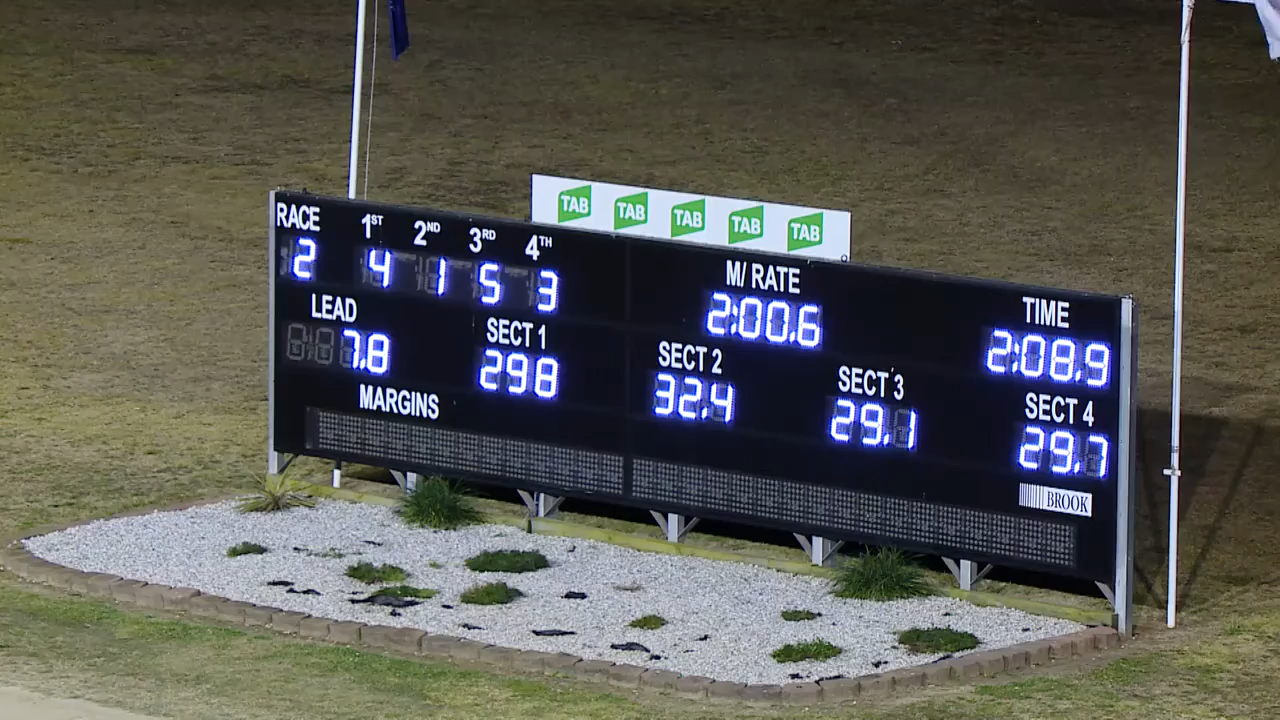 TAB TAB TAB TAB TAB
RACE 1ST 2ND 3RD 4TH
2 4 1 5 3
M/ RATE
2:00.6
TIME
2:08.9
LEAD
7.8
SECT 1
298
SECT 2
32.4
SECT 3
29.1
SECT 4
29.7
MARGINS
BROOK